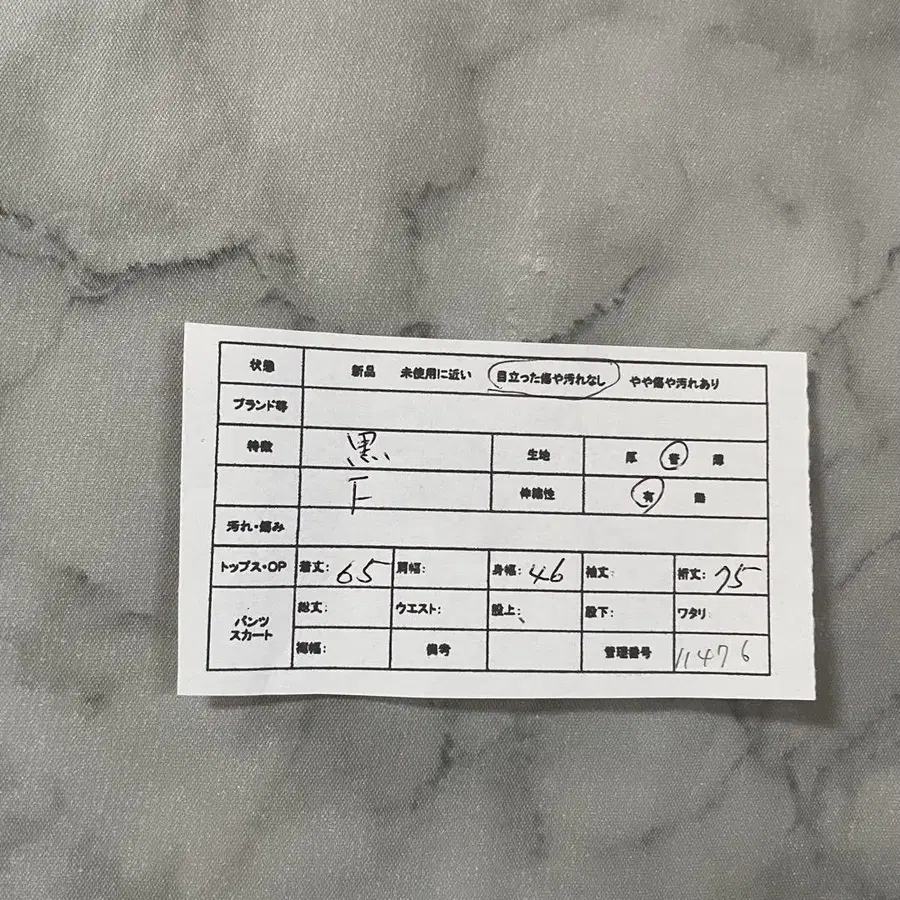 状態 新品 未使用に近い 目立った傷や汚れなし やや傷や汚れあり
ブランド等
特徴 黒 生地 厚 普 薄
F 伸縮性 有 無
汚れ・傷み
トップス・OP 着丈: 65 肩幅: 身幅: 46 袖丈: 裄丈: 75
パンツ スカート 総丈: ウエスト: 股上: 股下: ワタリ:
裾幅: 備考 管理番号 11476